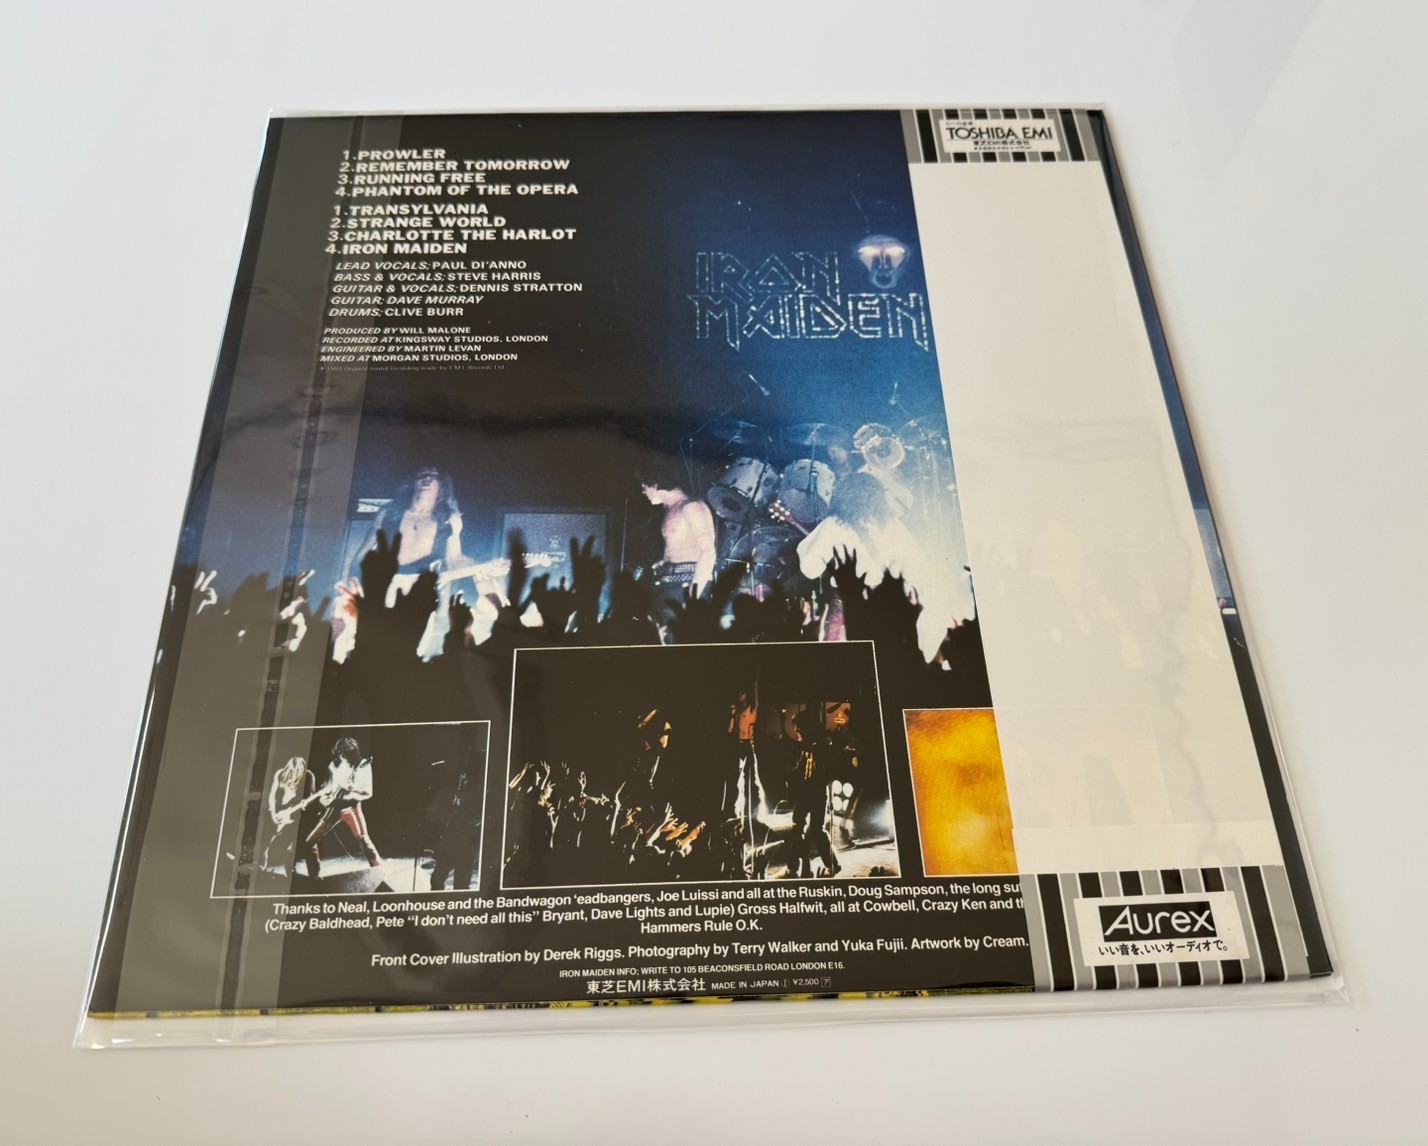 1.PROWLER
2.REMEMBER TOMORROW
3.RUNNING FREE
4.PHANTOM OF THE OPERA
1.TRANSYLVANIA
2.STRANGE WORLD
3.CHARLOTTE THE HARLOT
4.IRON MAIDEN
LEAD VOCALS; PAUL DI'ANNO
BASS & VOCALS; STEVE HARRIS
GUITAR & VOCALS; DENNIS STRATTON
GUITAR; DAVE MURRAY
DRUMS; CLIVE BURR
PRODUCED BY WILL MALONE
RECORDED AT KINGSWAY STUDIOS, LONDON
ENGINEERED BY MARTIN LEVAN
MIXED AT MORGAN STUDIOS, LONDON
TOSHIBA EMI
東芝EMI株式会社
IRON
MAIDEN
Thanks to Neal, Loonhouse and the Bandwagon 'eadbangers, Joe Luissi and all at the Ruskin, Doug Sampson, the long
(Crazy Baldhead, Pete "I don't need all this" Bryant, Dave Lights and Lupie) Gross Halfwit, all at Cowbell, Crazy Ken and
Hammers Rule O.K.
Front Cover Illustration by Derek Riggs. Photography by Terry Walker and Yuka Fujii. Artwork by Cream.
IRON MAIDEN INFO; WRITE TO 105 BEACONSFIELD ROAD LONDON E16.
東芝EMI株式会社 MADE IN JAPAN Ⓘ ¥2,500 ア
Aurex
いい音を、いいオーディオで。